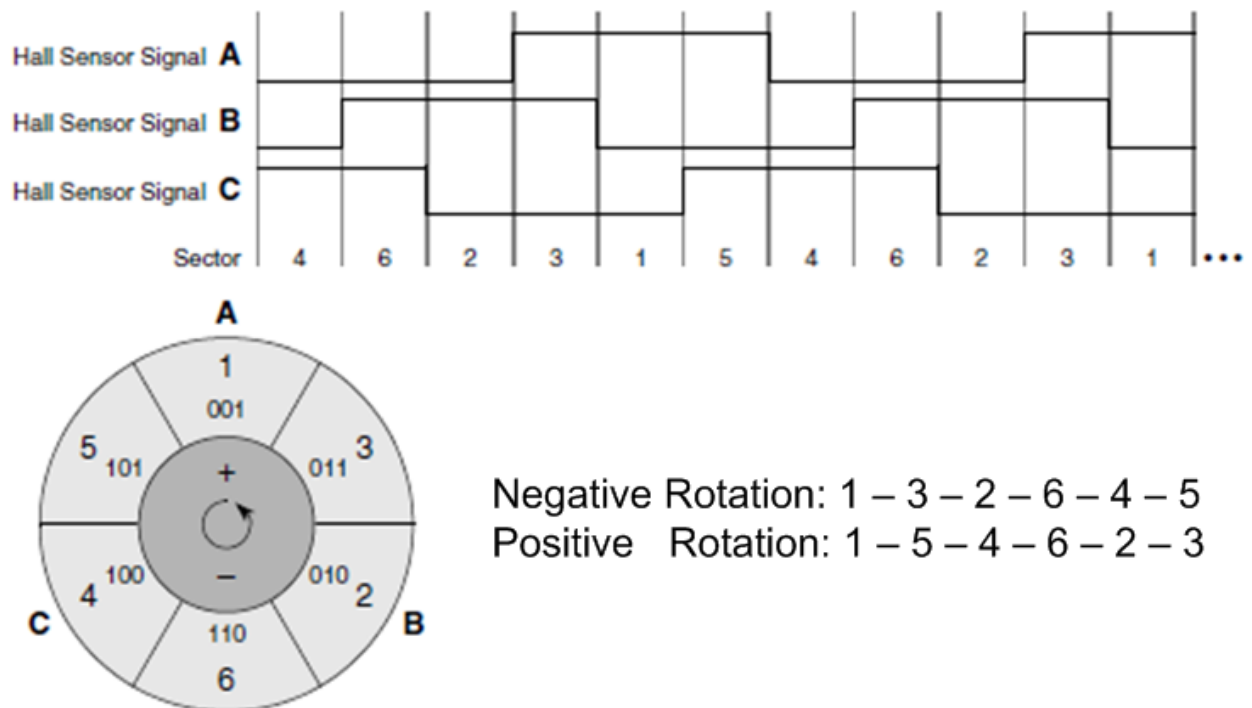 Hall Sensor Signal A
Hall Sensor Signal B
Hall Sensor Signal C
Sector 4 6 2 3 1 5 4 6 2 3 1 •••
A
1
001
5 101
011 3
+
−
4 100
010 2
C
B
110
6
Negative Rotation: 1 – 3 – 2 – 6 – 4 – 5
Positive Rotation: 1 – 5 – 4 – 6 – 2 – 3